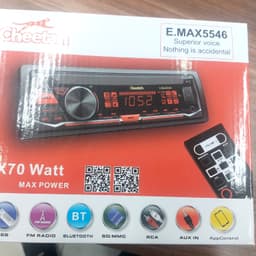 Cheetah
E.MAX5546
Superior voice.
Nothing is accidental
Cheetah
1052
X70 Watt
MAX POWER
BT
FM RADIO
BLUETOOTH
SD MMC
RCA
AUX IN
AppControl